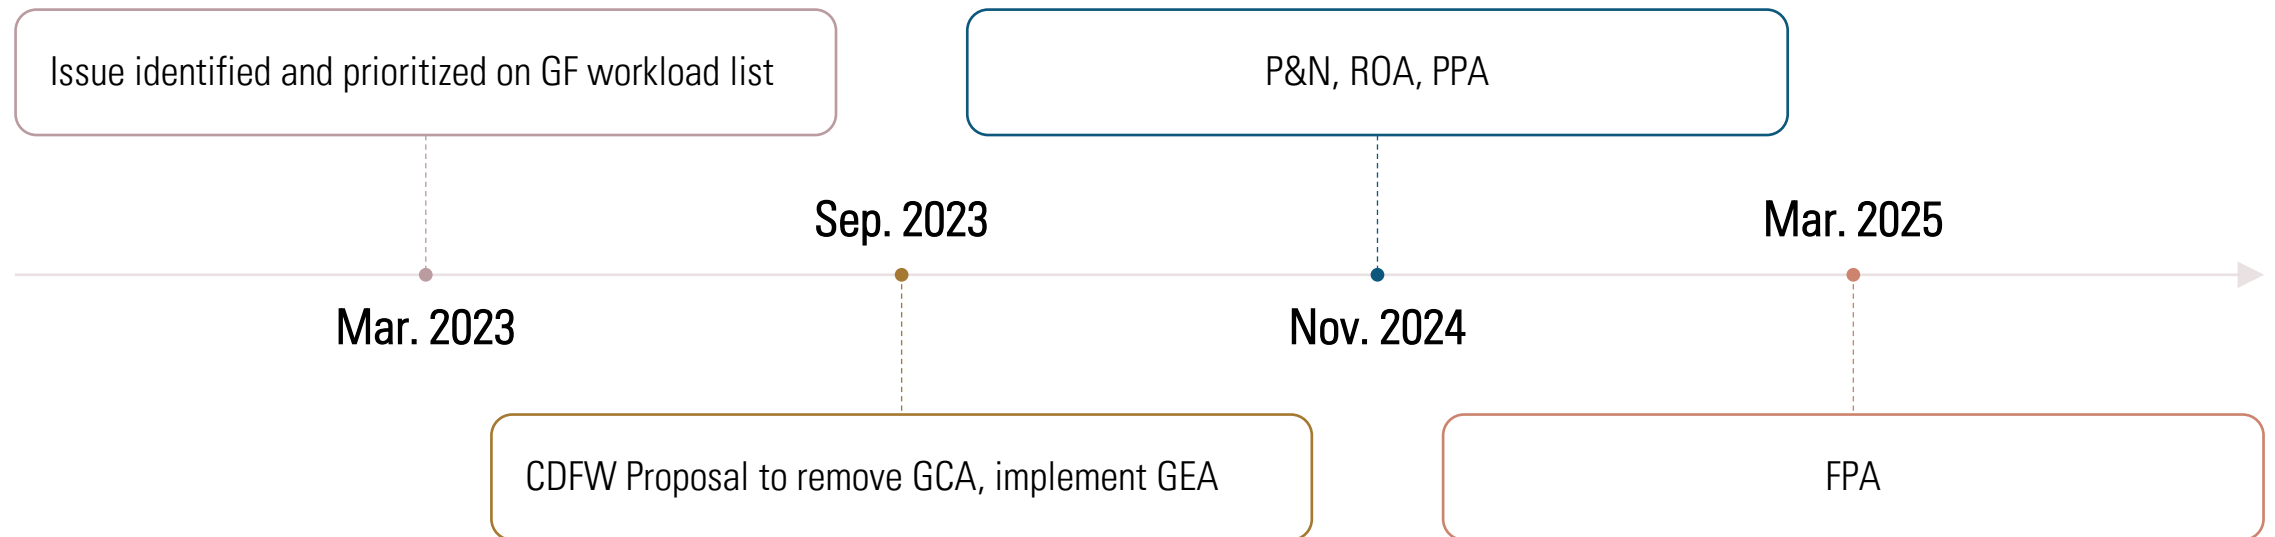 Issue identified and prioritized on GF workload list
P&N, ROA, PPA
Sep. 2023
Mar. 2025
Mar. 2023
Nov. 2024
CDFW Proposal to remove GCA, implement GEA
FPA